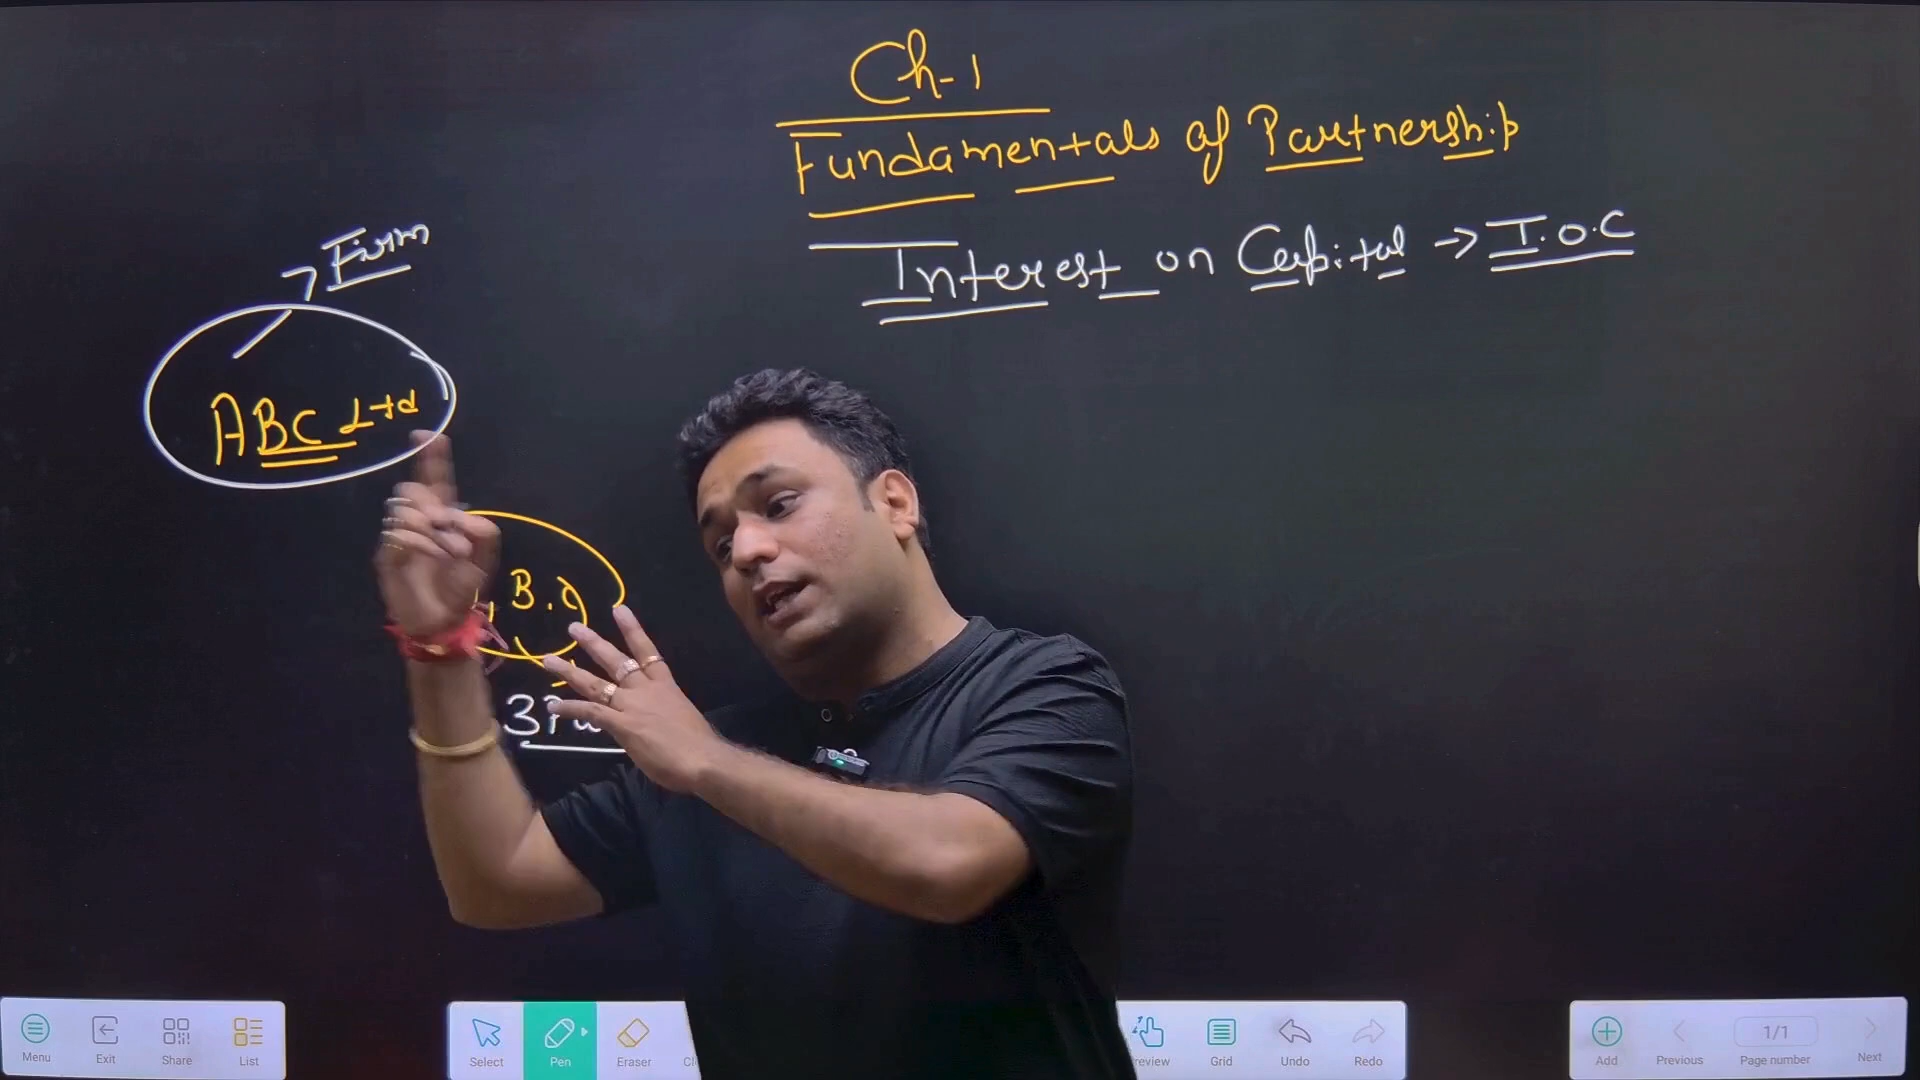 Ch-1
Fundamentals of Partnership
Interest on Capital → I.O.C
Firm
ABC Ltd
B.
3
Menu
Exit
Share
List
Select
Pen
Eraser
Grid
Undo
Redo
Add
Previous
1/1
Page number
Next